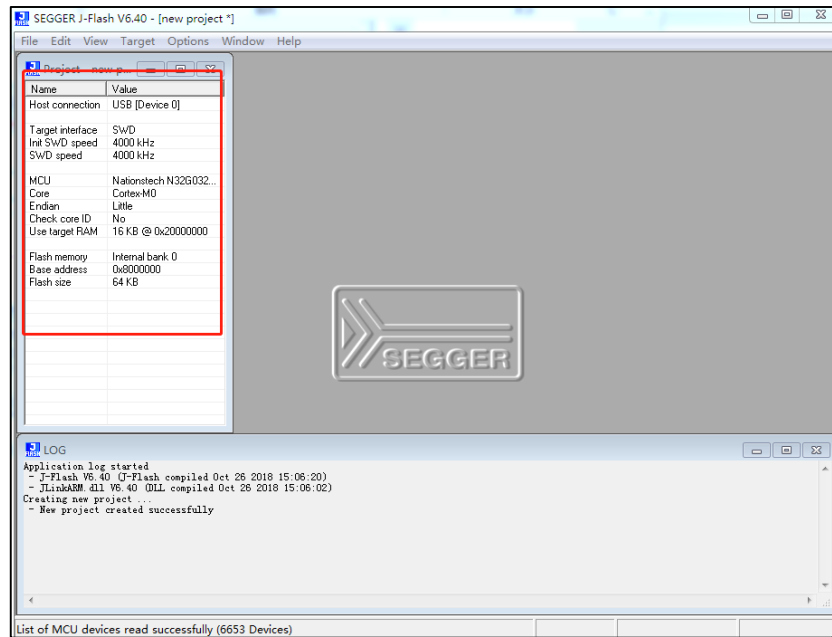 SEGGER J-Flash V6.40 - [new project *]
File Edit View Target Options Window Help
Project - new p...
Name Value
Host connection USB [Device 0]
Target interface SWD
Init SWD speed 4000 kHz
SWD speed 4000 kHz
MCU Nationstech N32G032...
Core Cortex-M0
Endian Little
Check core ID No
Use target RAM 16 KB @ 0x20000000
Flash memory Internal bank 0
Base address 0x8000000
Flash size 64 KB
SEGGER
LOG
Application log started
- J-Flash V6.40 (J-Flash compiled Oct 26 2018 15:06:20)
- JLinkARM.dll V6.40 (DLL compiled Oct 26 2018 15:06:02)
Creating new project ...
- New project created successfully
List of MCU devices read successfully (6653 Devices)